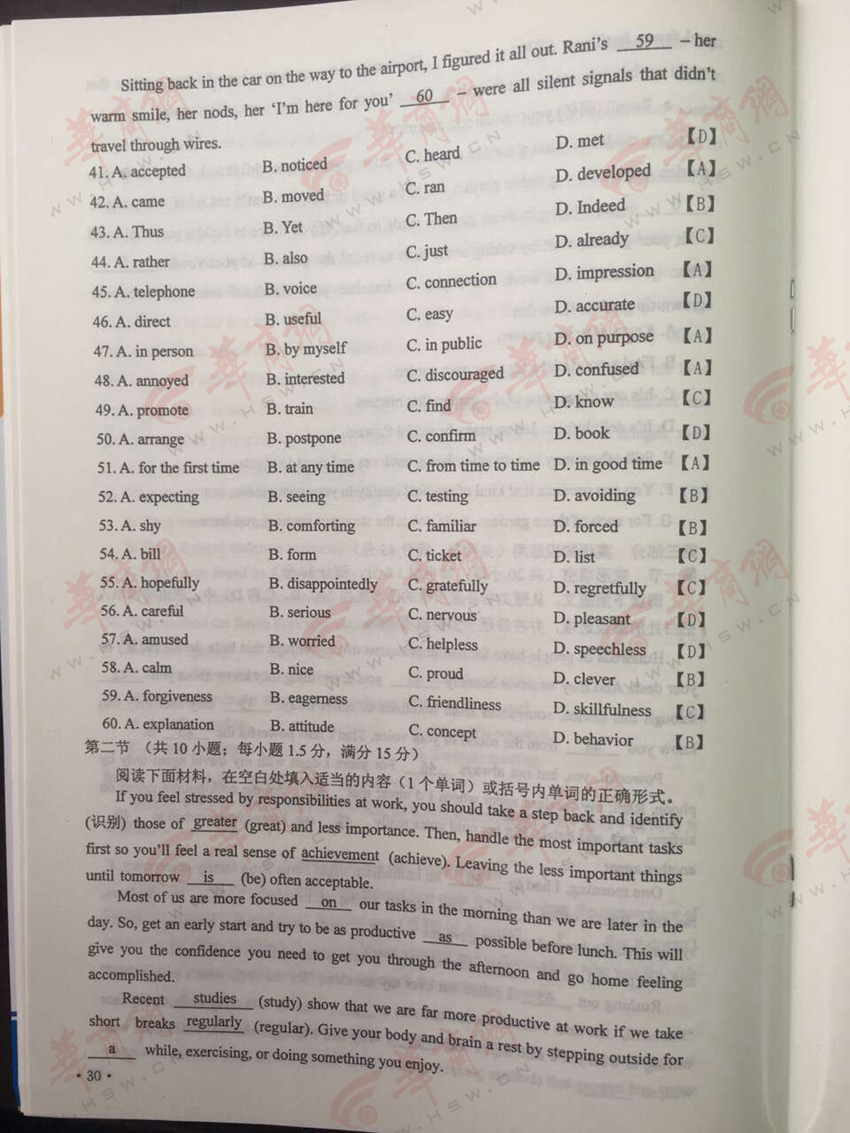 Sitting back in the car on the way to the airport, I figured it all out. Rani's 59 – her
warm smile, her nods, her 'I'm here for you' 60 – were all silent signals that didn't
travel through wires.
41. A. accepted B. noticed C. heard D. met 【D】
42. A. came B. moved C. ran D. developed 【A】
43. A. Thus B. Yet C. Then D. Indeed 【B】
44. A. rather B. also C. just D. already 【C】
45. A. telephone B. voice C. connection D. impression 【A】
46. A. direct B. useful C. easy D. accurate 【D】
47. A. in person B. by myself C. in public D. on purpose 【A】
48. A. annoyed B. interested C. discouraged D. confused 【A】
49. A. promote B. train C. find D. know 【C】
50. A. arrange B. postpone C. confirm D. book 【D】
51. A. for the first time B. at any time C. from time to time D. in good time 【A】
52. A. expecting B. seeing C. testing D. avoiding 【B】
53. A. shy B. comforting C. familiar D. forced 【B】
54. A. bill B. form C. ticket D. list 【C】
55. A. hopefully B. disappointedly C. gratefully D. regretfully 【C】
56. A. careful B. serious C. nervous D. pleasant 【D】
57. A. amused B. worried C. helpless D. speechless 【D】
58. A. calm B. nice C. proud D. clever 【B】
59. A. forgiveness B. eagerness C. friendliness D. skillfulness 【C】
60. A. explanation B. attitude C. concept D. behavior 【B】
第二节 （共 10 小题；每小题 1.5 分，满分 15 分）
阅读下面材料，在空白处填入适当的内容（1 个单词）或括号内单词的正确形式。
If you feel stressed by responsibilities at work, you should take a step back and identify
(识别) those of greater (great) and less importance. Then, handle the most important tasks
first so you'll feel a real sense of achievement (achieve). Leaving the less important things
until tomorrow is (be) often acceptable.
Most of us are more focused on our tasks in the morning than we are later in the
day. So, get an early start and try to be as productive as possible before lunch. This will
give you the confidence you need to get you through the afternoon and go home feeling
accomplished.
Recent studies (study) show that we are far more productive at work if we take
short breaks regularly (regular). Give your body and brain a rest by stepping outside for
a while, exercising, or doing something you enjoy.
· 30 ·
华商网
WWW.HSW.CN